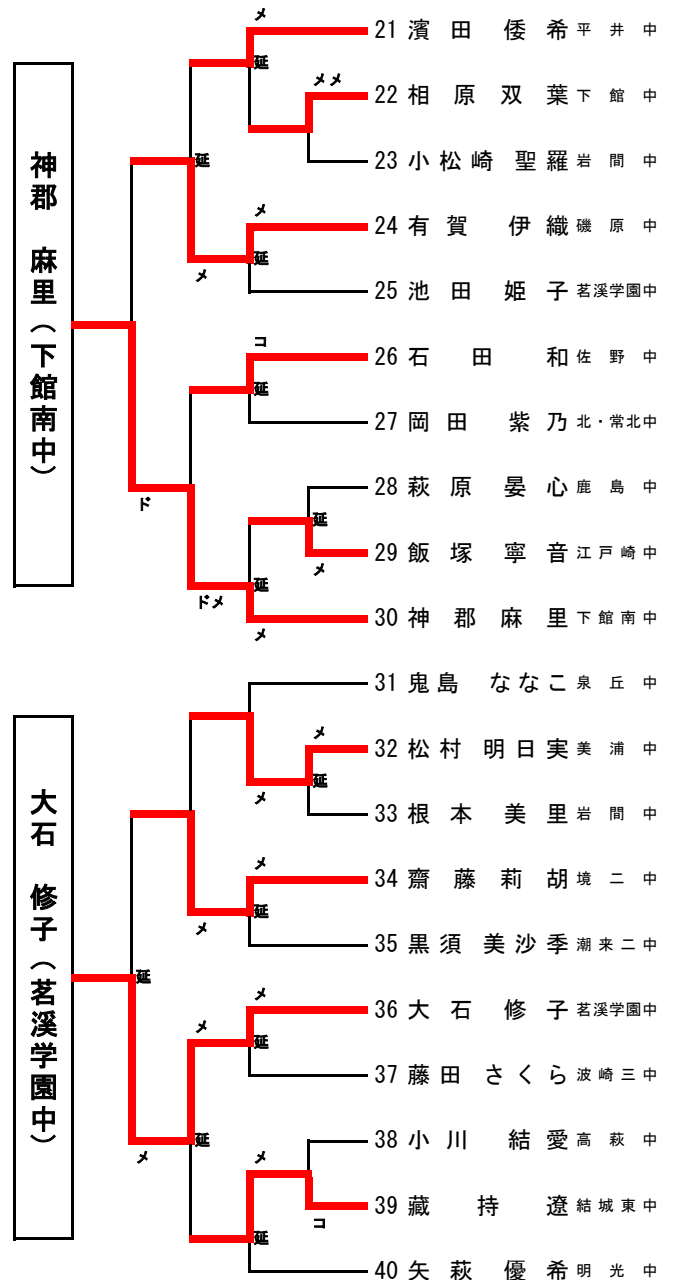 メ
21 濱田 倭希 平井中
延
メメ
22 相原双葉 下館中
23 小松崎 聖羅 岩間中
延
メ
24 有賀 伊織 磯原中
延
メ
25 池田 姫子 茗溪学園中
神郡 麻里（下館南中）
コ
26 石田 和 佐野中
延
27 岡田 紫乃 北・常北中
28 萩原 晏心 鹿島中
ド
延
29 飯塚 寧音 江戸崎中
メ
延
ドメ
30 神郡麻里 下館南中
メ
31 鬼島 ななこ 泉丘中
メ
32 松村 明日実 美浦中
延
メ
33 根本 美里 岩間中
メ
34 齋藤莉胡 境二中
延
メ
35 黒須 美沙季 潮来二中
大石 修子（茗溪学園中）
延
メ
36 大石 修子 茗溪学園中
メ
延
37 藤田 さくら 波崎三中
38 小川 結愛 高萩中
延
メ
メ
39 藏持 遼 結城東中
コ
延
40 矢萩優希 明光中